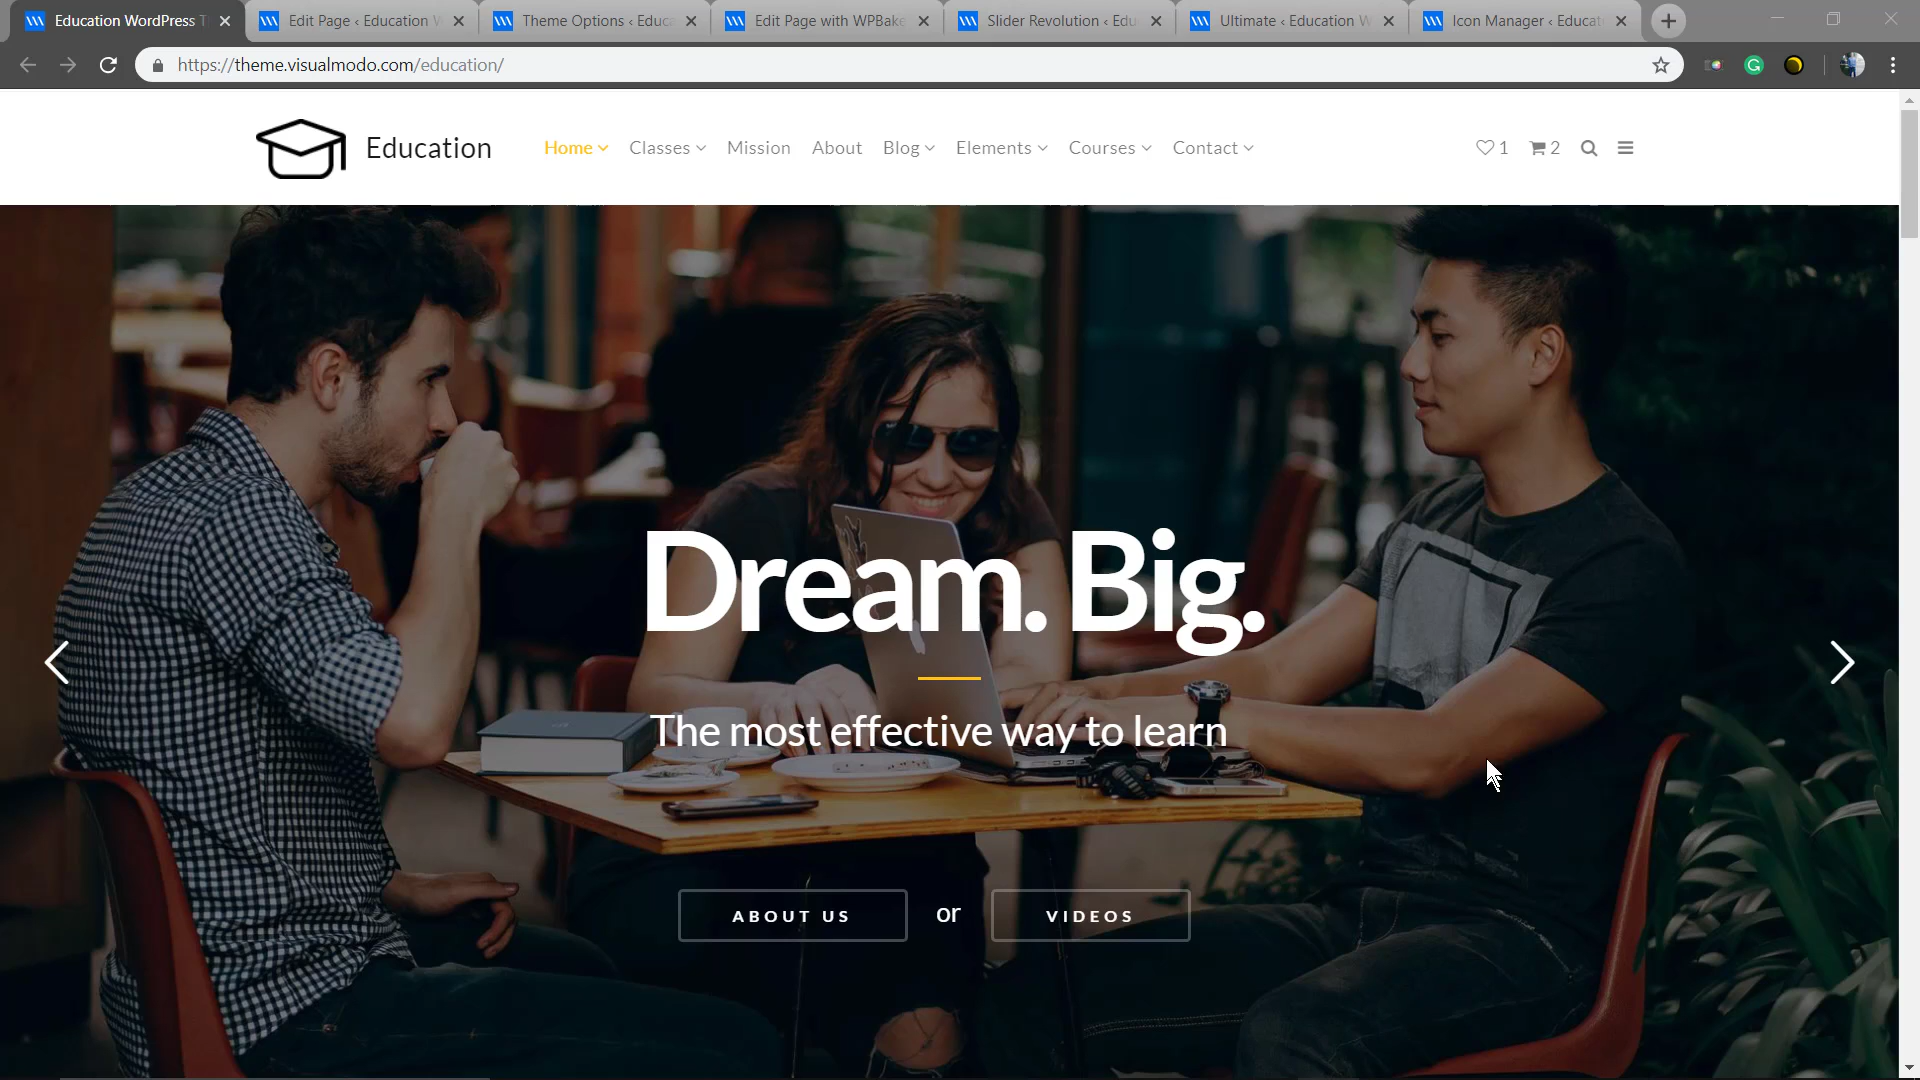 Education WordPress T
Edit Page ‹ Education W
Theme Options ‹ Educa
Edit Page with WPBake
Slider Revolution ‹ Edu
Ultimate ‹ Education W
Icon Manager ‹ Educat
https://theme.visualmodo.com/education/
Education
Home
Classes
Mission
About
Blog
Elements
Courses
Contact
1
2
Dream. Big.
The most effective way to learn
ABOUT US
or
VIDEOS